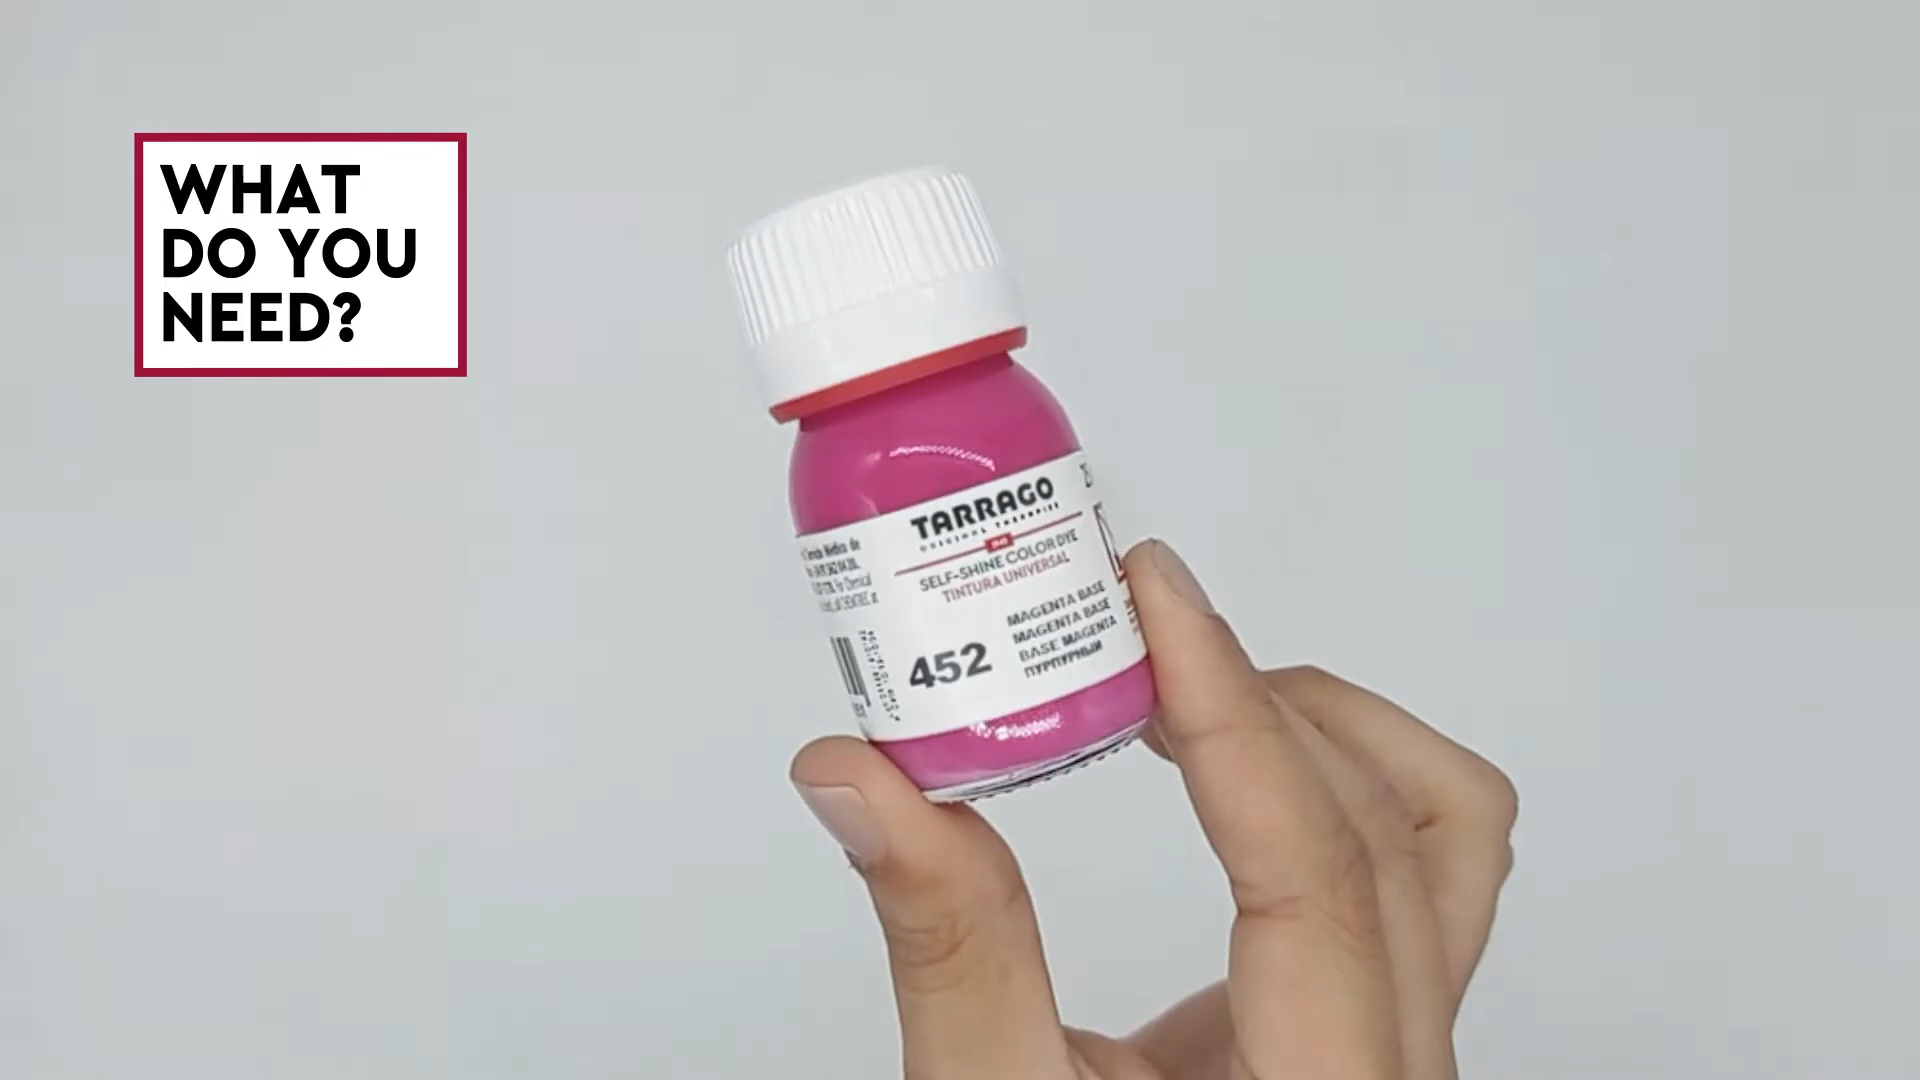 WHAT
DO YOU
NEED?
TARRAGO
SELF-SHINE COLOR DYE
TINTURA UNIVERSAL
452
MAGENTA BASE
MAGENTA BASE
BASE MAGENTA
ПУРПУРНЫЙ